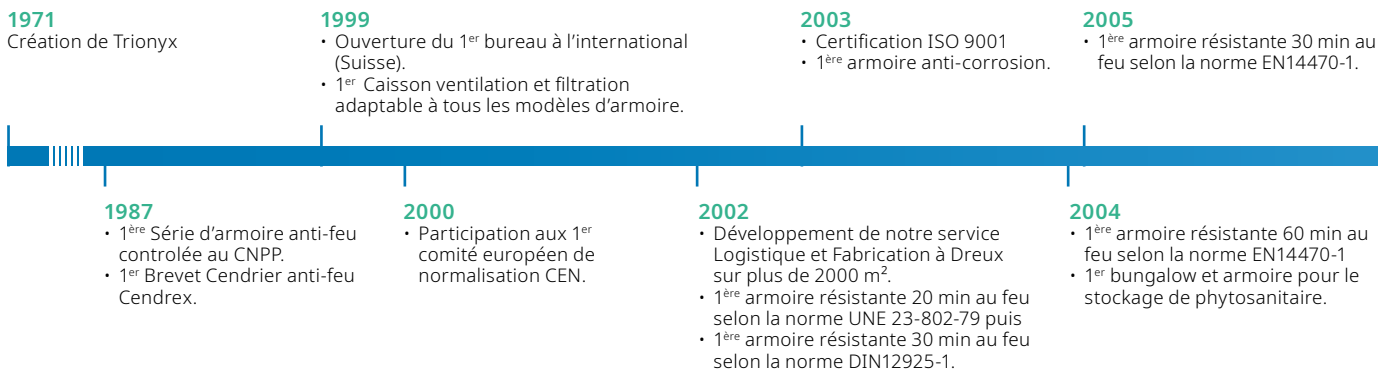 1971
Création de Trionyx
1999
• Ouverture du 1er bureau à l'international
(Suisse).
• 1er Caisson ventilation et filtration
adaptable à tous les modèles d'armoire.
2003
• Certification ISO 9001
• 1ère armoire anti-corrosion.
2005
• 1ère armoire résistante 30 min au
feu selon la norme EN14470-1.
1987
• 1ère Série d'armoire anti-feu
controlée au CNPP.
• 1er Brevet Cendrier anti-feu
Cendrex.
2000
• Participation aux 1er
comité européen de
normalisation CEN.
2002
• Développement de notre service
Logistique et Fabrication à Dreux
sur plus de 2000 m².
• 1ère armoire résistante 20 min au feu
selon la norme UNE 23-802-79 puis
• 1ère armoire résistante 30 min au feu
selon la norme DIN12925-1.
2004
• 1ère armoire résistante 60 min au
feu selon la norme EN14470-1
• 1er bungalow et armoire pour le
stockage de phytosanitaire.